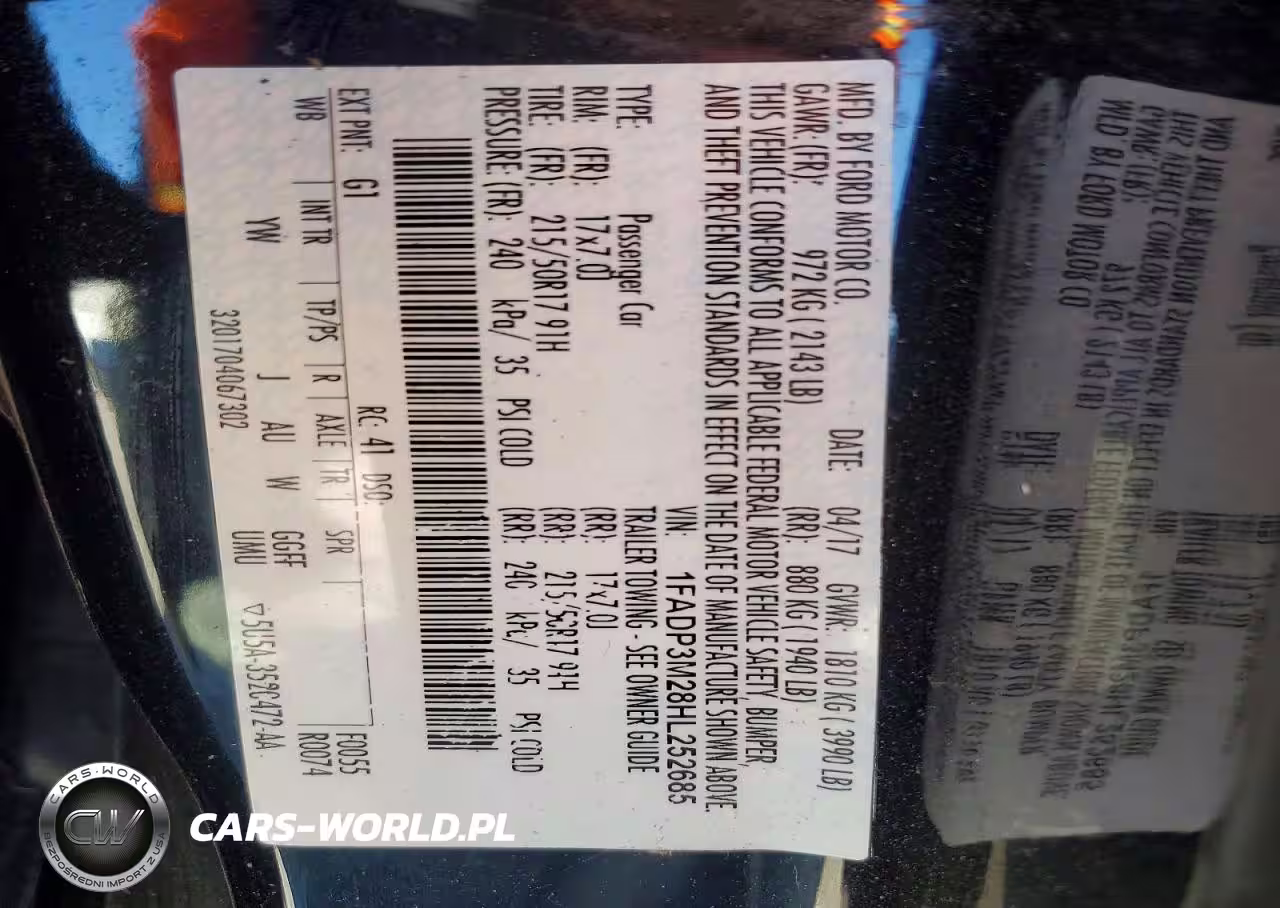 MFD. BY FORD MOTOR CO.
DATE: 04/17 GVWR: 1810 KG ( 3990 LB)
GAWR: (FR): 972 KG ( 2143 LB) (RR): 880 KG ( 1940 LB)
THIS VEHICLE CONFORMS TO ALL APPLICABLE FEDERAL MOTOR VEHICLE SAFETY, BUMPER,
AND THEFT PREVENTION STANDARDS IN EFFECT ON THE DATE OF MANUFACTURE SHOWN ABOVE.
VIN: 1FADP3M28HL252685
TYPE: Passenger Car TRAILER TOWING - SEE OWNER GUIDE
RIM: (FR): 17x7.0J (RR): 17x7.0J
TIRE: (FR): 215/50R17 91H (RR): 215/50R17 91H
PRESSURE: (FR): 240 kPa/ 35 PSI COLD (RR): 240 kPa/ 35 PSI COLD
EXT PNT: G1 RC: 41 DSO: F0055
WB INT TR TP/PS R AXLE TR SPR R0074
YW J AU W GGFF
320170406730​2 UMU ▽5U5A-359C472-AA
CARS-WORLD
CW
BEZPOŚREDNI IMPORT Z USA
CARS-WORLD.PL